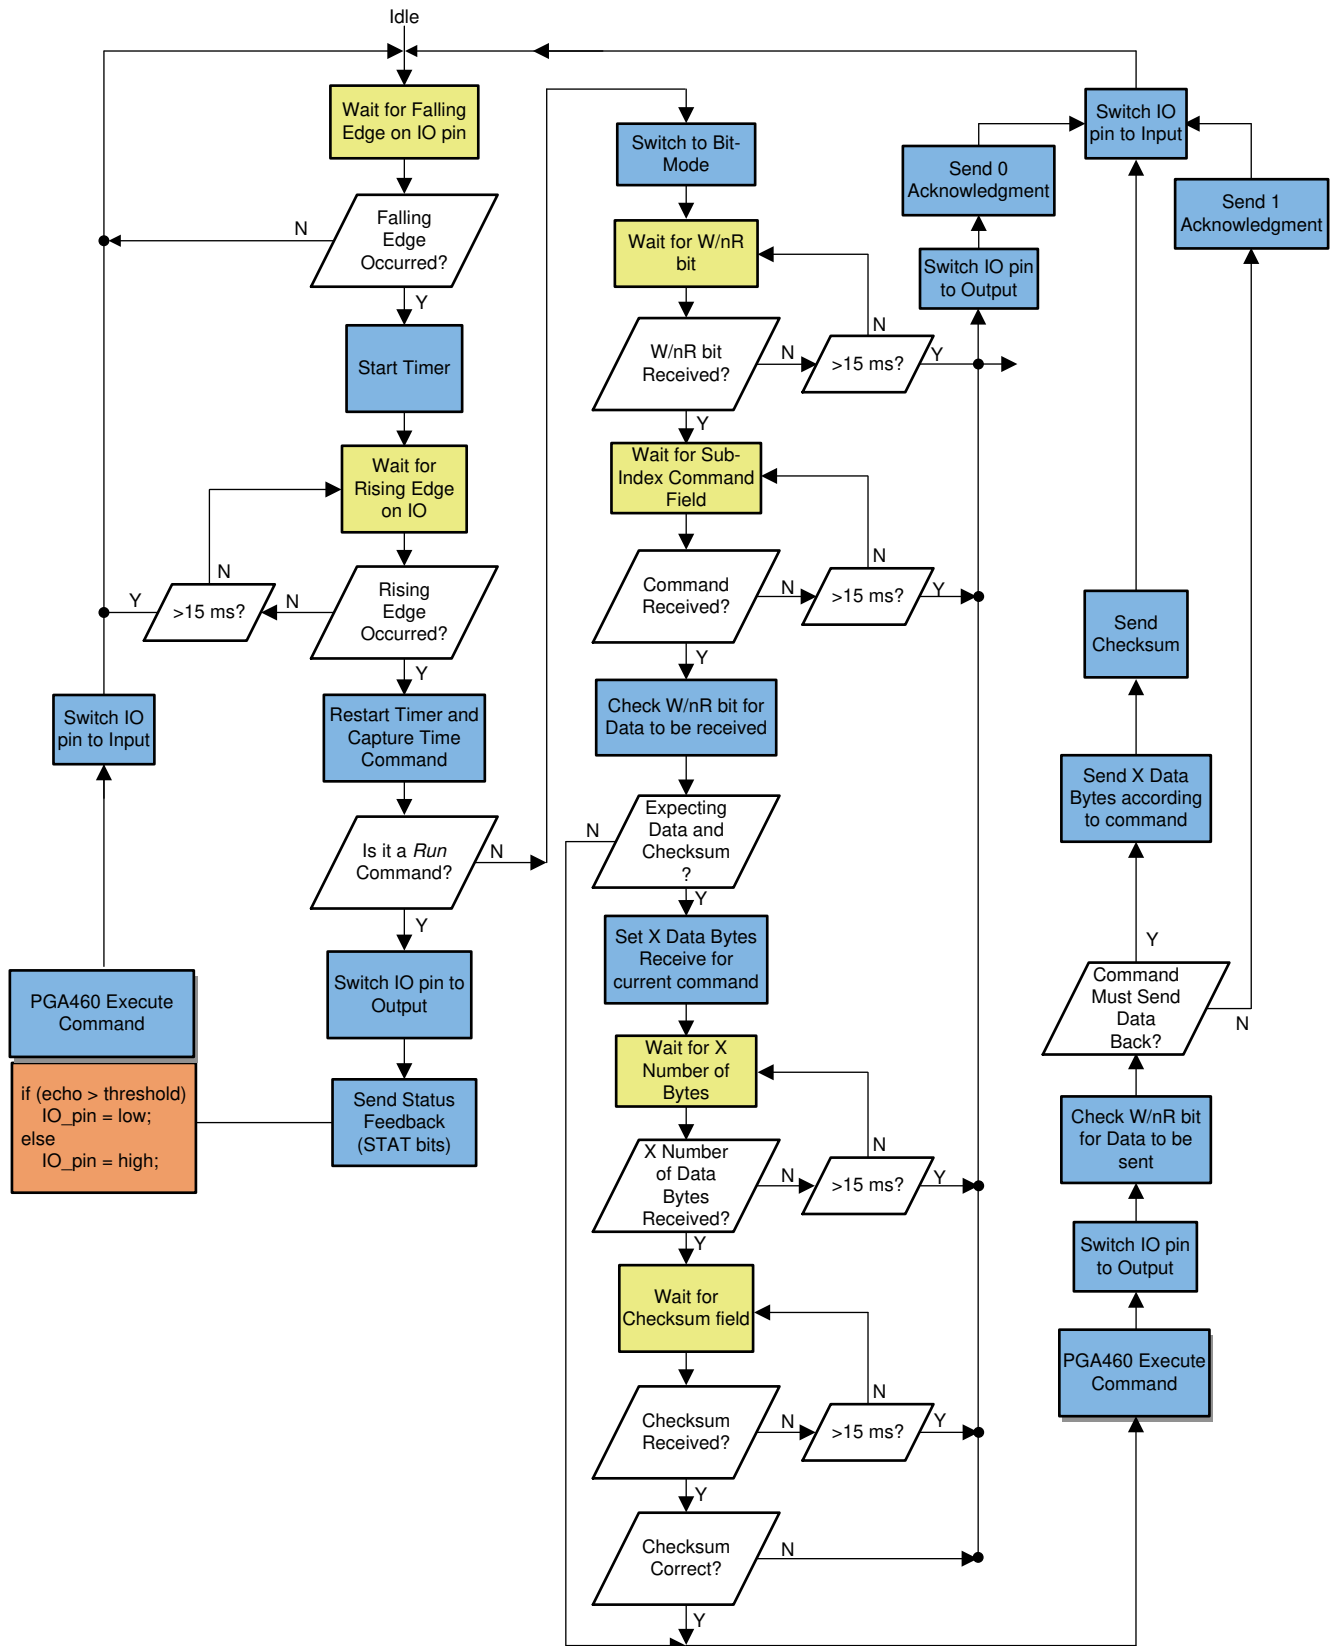 Idle
Wait for Falling
Edge on IO pin
Falling
Edge
Occurred?
N
Y
Start Timer
Wait for
Rising Edge
on IO
N
Y
>15 ms?
N
Rising
Edge
Occurred?
Y
Switch IO
pin to Input
Restart Timer and
Capture Time
Command
Is it a Run
Command?
N
Y
PGA460 Execute
Command
Switch IO pin to
Output
if (echo > threshold)
IO_pin = low;
else
IO_pin = high;
Send Status
Feedback
(STAT bits)
Switch to Bit-
Mode
Wait for W/nR
bit
W/nR bit
Received?
N
N
>15 ms?
Y
Y
Wait for Sub-
Index Command
Field
Command
Received?
N
N
>15 ms?
Y
Y
Check W/nR bit for
Data to be received
Expecting
Data and
Checksum
?
N
Y
Set X Data Bytes
Receive for
current command
Wait for X
Number of
Bytes
X Number
of Data
Bytes
Received?
N
N
>15 ms?
Y
Y
Wait for
Checksum field
Checksum
Received?
N
N
>15 ms?
Y
Y
Checksum
Correct?
N
Y
Switch IO
pin to Input
Send 0
Acknowledgment
Send 1
Acknowledgment
Switch IO pin
to Output
Send
Checksum
Send X Data
Bytes according
to command
Y
Command
Must Send
Data
Back?
N
Check W/nR bit
for Data to be
sent
Switch IO pin
to Output
PGA460 Execute
Command